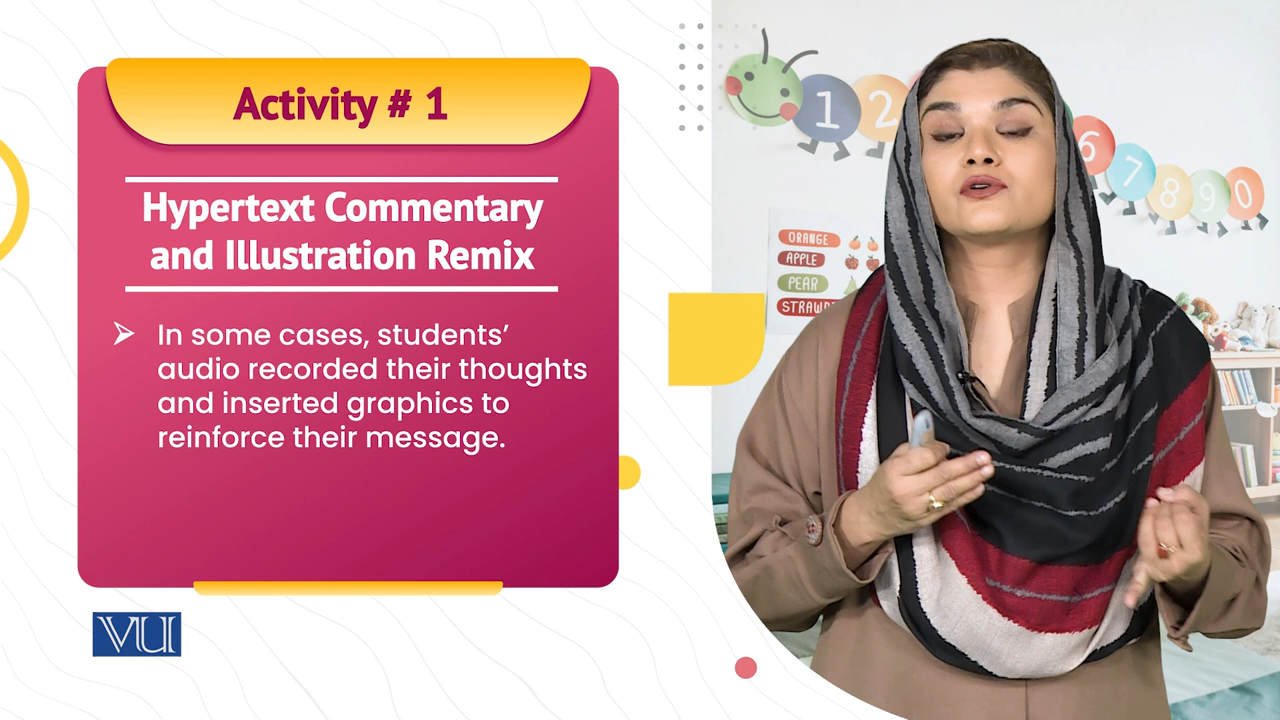 Activity # 1
Hypertext Commentary
and Illustration Remix
➢ In some cases, students’
audio recorded their thoughts
and inserted graphics to
reinforce their message.
VU
1 2
6 7 8 9 0
ORANGE
APPLE
PEAR